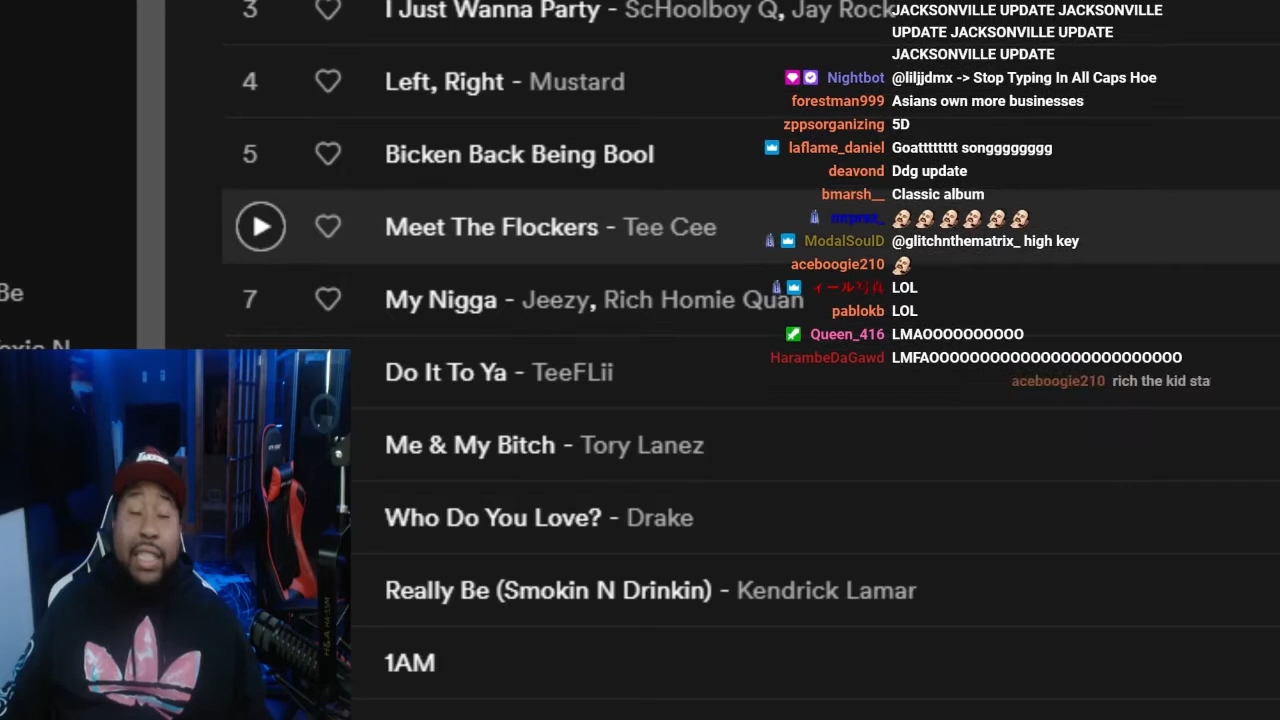 3 I Just Wanna Party - ScHoolboy Q, Jay Rock
4 Left, Right - Mustard
5 Bicken Back Being Bool
Meet The Flockers - Tee Cee
7 My Nigga - Jeezy, Rich Homie Quan
Do It To Ya - TeeFLii
Me & My Bitch - Tory Lanez
Who Do You Love? - Drake
Really Be (Smokin N Drinkin) - Kendrick Lamar
1AM
Be
JACKSONVILLE UPDATE JACKSONVILLE
UPDATE JACKSONVILLE UPDATE
JACKSONVILLE UPDATE
Nightbot @liljjdmx -> Stop Typing In All Caps Hoe
forestman999 Asians own more businesses
zppsorganizing 5D
laflame_daniel Goatttttttt songgggggg
deavond Ddg update
bmarsh__ Classic album
ModalSoulD @glitchnthematrix_ high key
aceboogie210
LOL
pablokb LOL
Queen_416 LMAOOOOOOOOOO
HarambeDaGawd LMFAOOOOOOOOOOOOOOOOOOOOOOOOO
aceboogie210 rich the kid sta